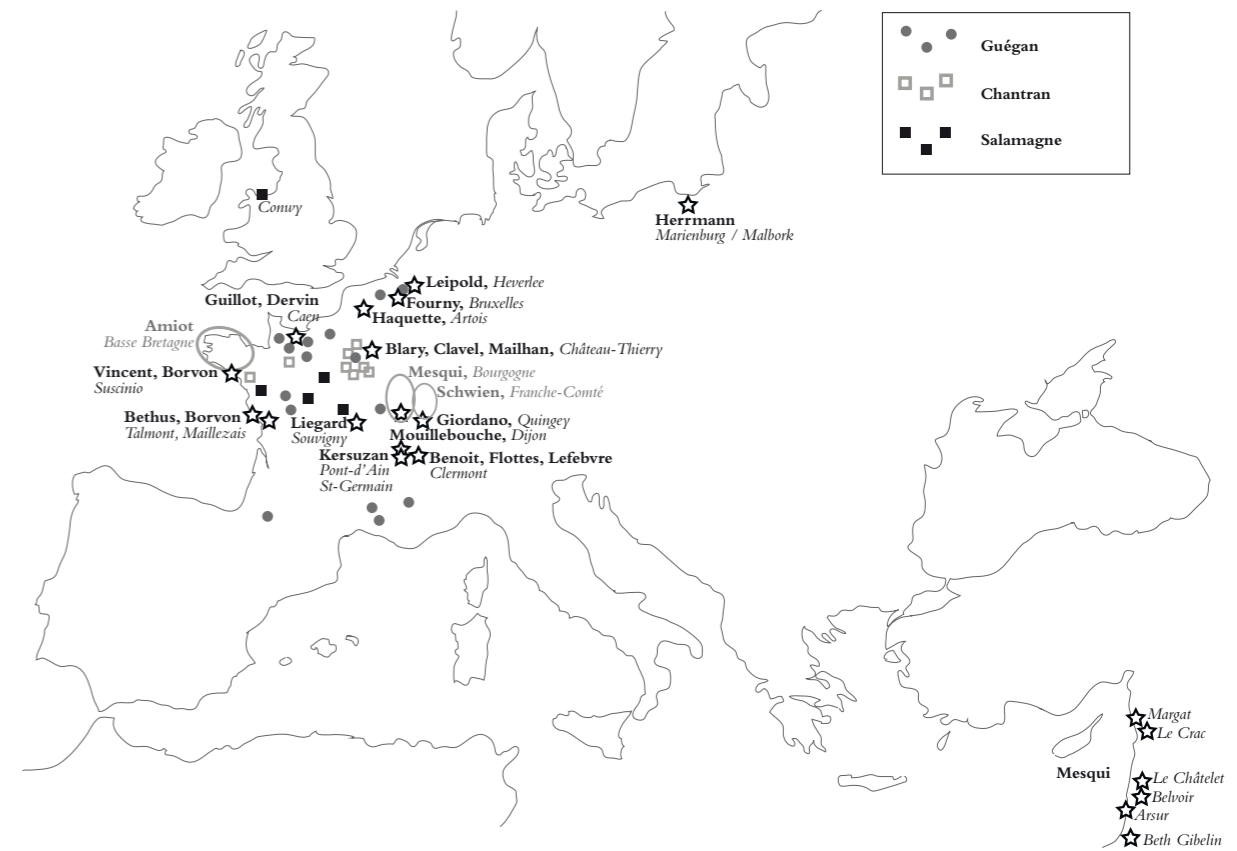 Guégan
Chantran
Salamagne
Conwy
Herrmann
Marienburg / Malbork
Leipold, Heverlee
Guillot, Dervin
Caen
Fourny, Bruxelles
Haquette, Artois
Amiot
Basse Bretagne
Blary, Clavel, Mailhan, Château-Thierry
Vincent, Borvon
Suscinio
Mesqui, Bourgogne
Schwien, Franche-Comté
Bethus, Borvon
Talmont, Maillezais
Liegard
Souvigny
Giordano, Quingey
Mouillebouche, Dijon
Kersuzan
Pont-d'Ain
St-Germain
Benoit, Flottes, Lefebvre
Clermont
Margat
Le Crac
Mesqui
Le Châtelet
Belvoir
Arsur
Beth Gibelin